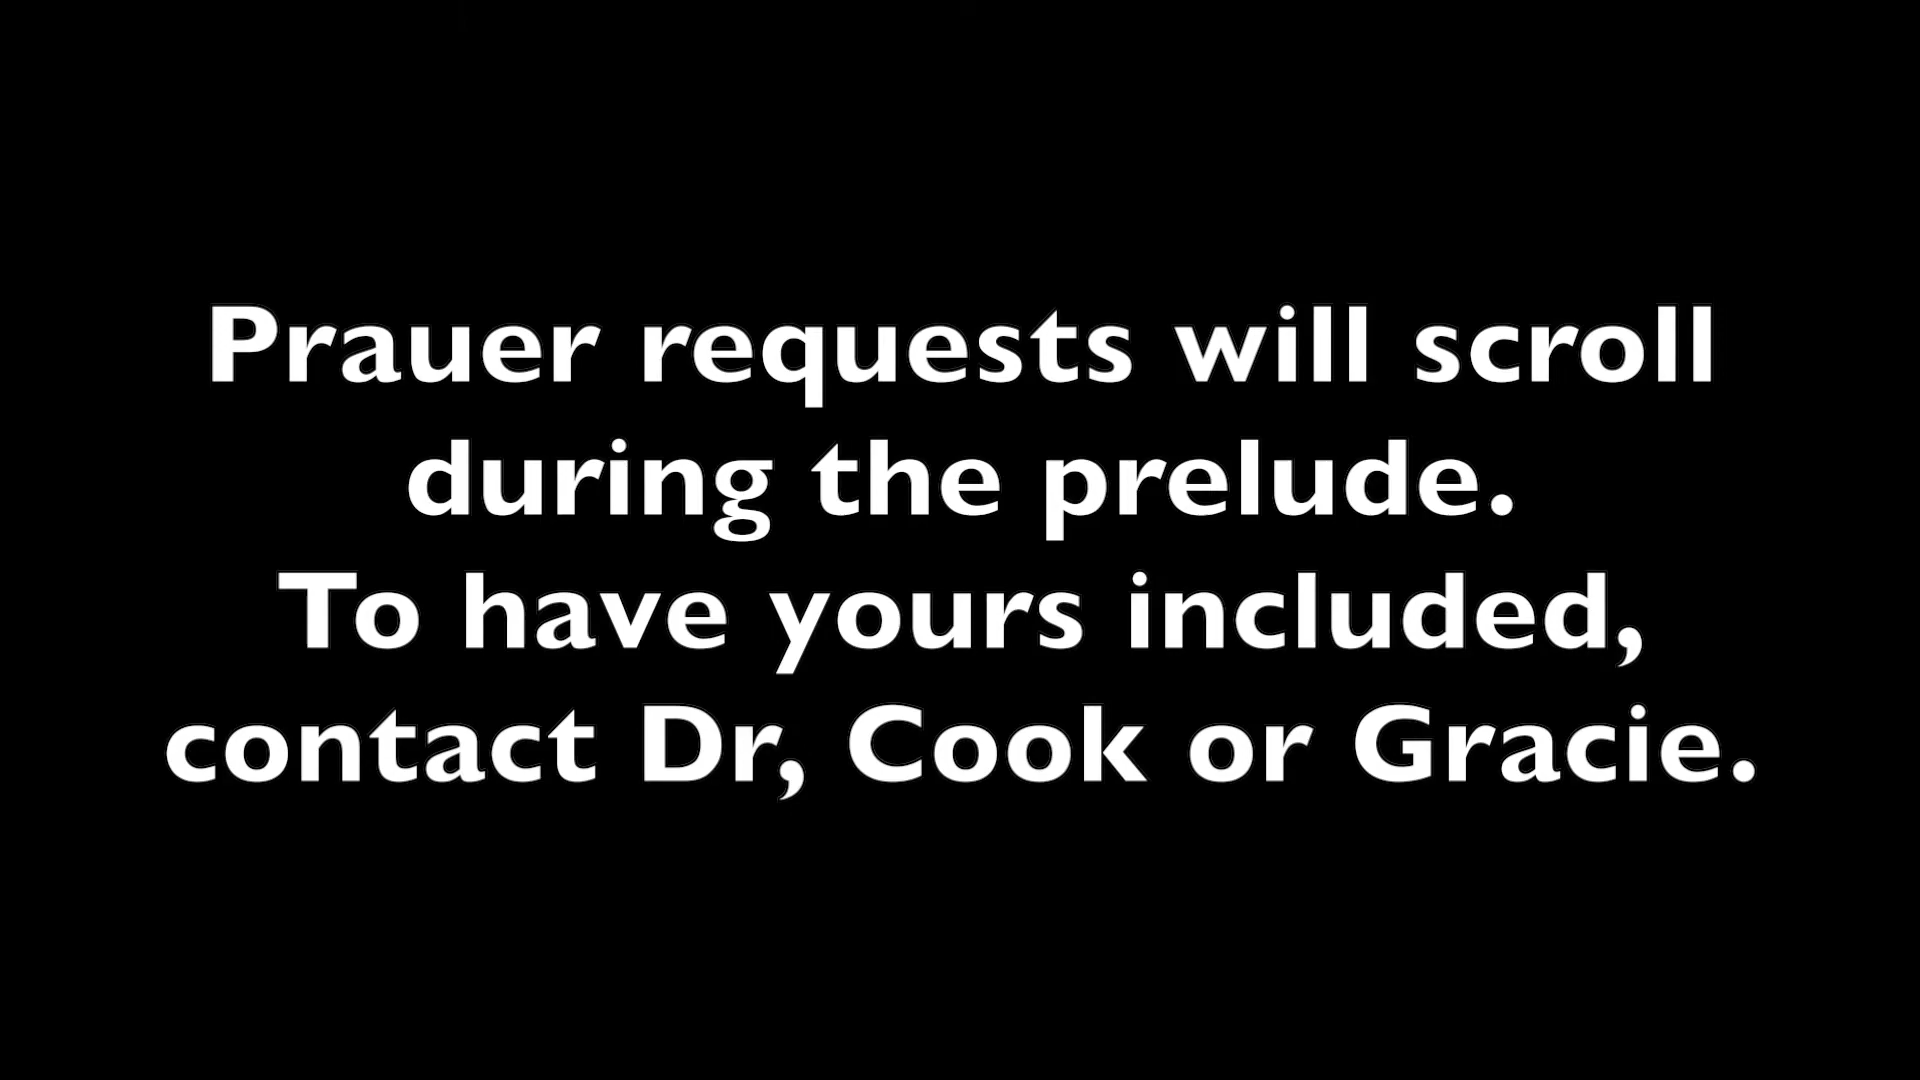 Prauer requests will scroll
during the prelude.
To have yours included,
contact Dr, Cook or Gracie.